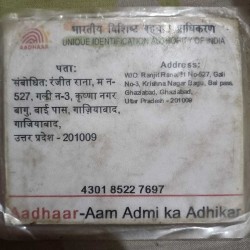 भारतीय विशिष्ट पहचान प्राधिकरण
UNIQUE IDENTIFICATION AUTHORITY OF INDIA
AADHAAR
पता:
संबोधित: रंजीत राना, म न-
527, गली न-3, कृष्णा नगर
बागु, बाई पास, गाज़ियाबाद,
गाजियाबाद,
उत्तर प्रदेश - 201009
Address:
W/O: Ranjit Rana, H No-527, Gali
No-3, Krishna Nagar Bagu, Bai pass,
Ghaziabad, Ghaziabad,
Uttar Pradesh - 201009
4301 8522 7697
Aadhaar-Aam Admi ka Adhikar